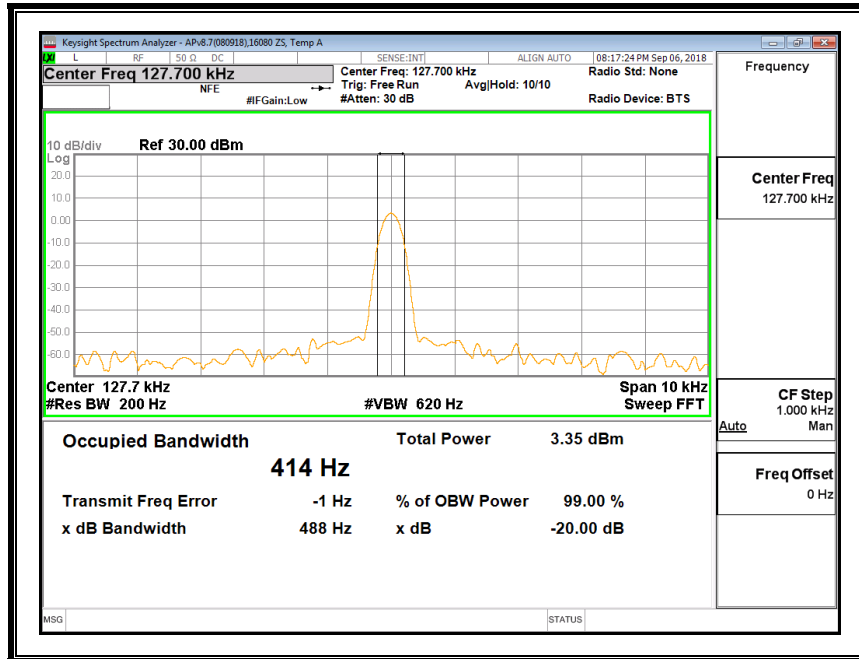 Keysight Spectrum Analyzer - APv8.7(080918),16080 ZS, Temp A
LXI L RF 50 Ω DC SENSE:INT ALIGN AUTO 08:17:24 PM Sep 06, 2018
Center Freq 127.700 kHz
NFE
#IFGain:Low
Center Freq: 127.700 kHz
Trig: Free Run Avg|Hold: 10/10
#Atten: 30 dB
Radio Std: None
Radio Device: BTS
10 dB/div Ref 30.00 dBm
Log
20.0
10.0
0.00
-10.0
-20.0
-30.0
-40.0
-50.0
-60.0
Center 127.7 kHz Span 10 kHz
#Res BW 200 Hz #VBW 620 Hz Sweep FFT
Occupied Bandwidth Total Power 3.35 dBm
414 Hz
Transmit Freq Error -1 Hz % of OBW Power 99.00 %
x dB Bandwidth 488 Hz x dB -20.00 dB
Frequency
Center Freq
127.700 kHz
CF Step
1.000 kHz
Auto Man
Freq Offset
0 Hz
MSG STATUS